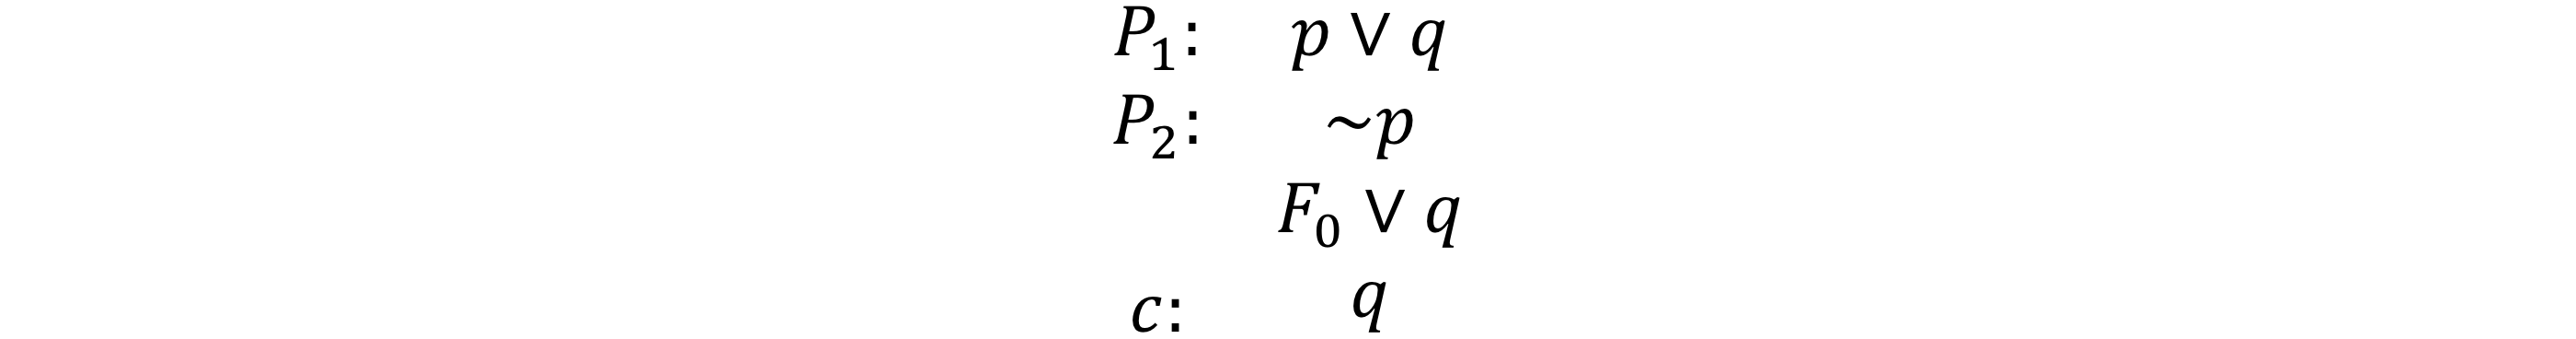 P₁: p ∨ q
P₂: ~p
F₀ ∨ q
c: q